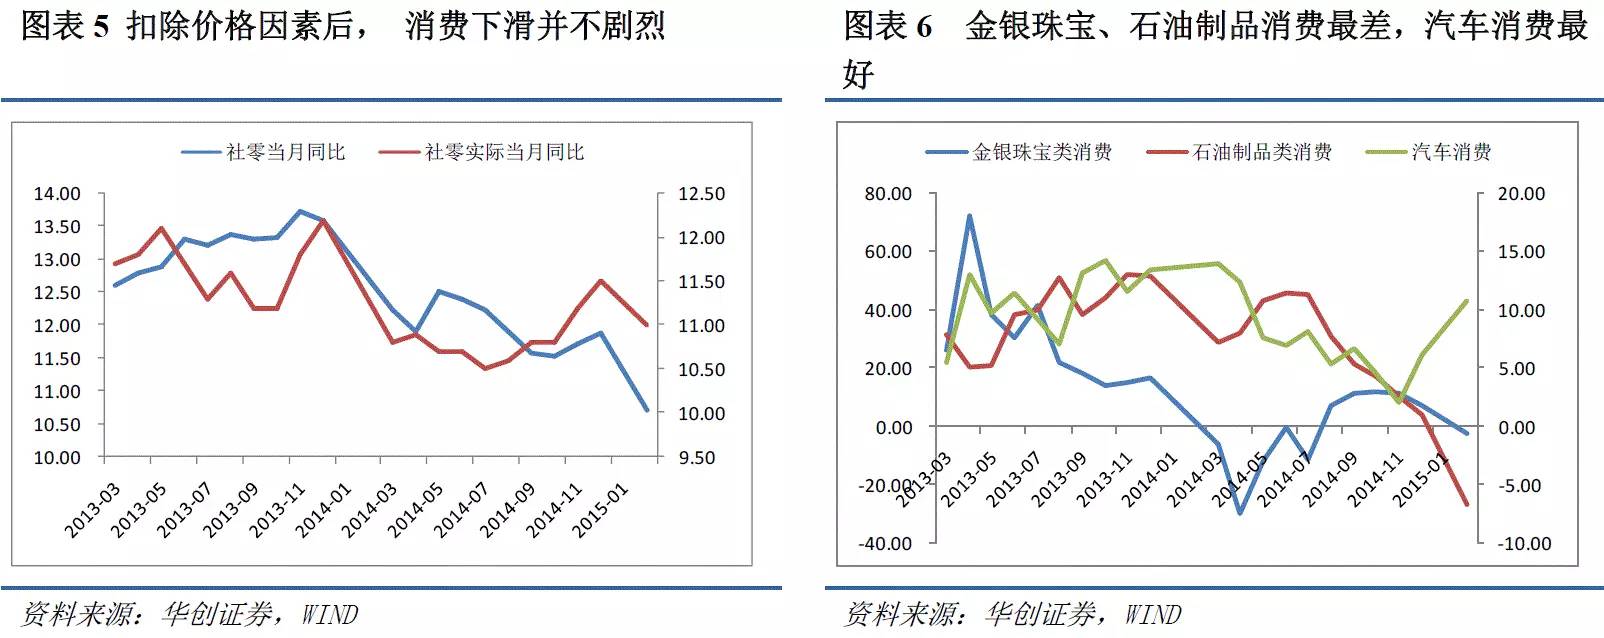 图表 5 扣除价格因素后， 消费下滑并不剧烈
社零当月同比 社零实际当月同比
14.00 12.50
13.50 12.00
13.00 11.50
12.50 11.00
12.00 10.50
11.50 10.00
11.00 9.50
10.50
10.00
2013-03 2013-05 2013-07 2013-09 2013-11 2014-01 2014-03 2014-05 2014-07 2014-09 2014-11 2015-01
资料来源：华创证券，WIND
图表 6 金银珠宝、石油制品消费最差，汽车消费最
好
金银珠宝类消费 石油制品类消费 汽车消费
80.00 20.00
60.00 15.00
40.00 10.00
20.00 5.00
0.00 0.00
-20.00 -5.00
-40.00 -10.00
2013-03 2013-05 2013-07 2013-09 2013-11 2014-01 2014-03 2014-05 2014-07 2014-09 2014-11 2015-01
资料来源：华创证券，WIND